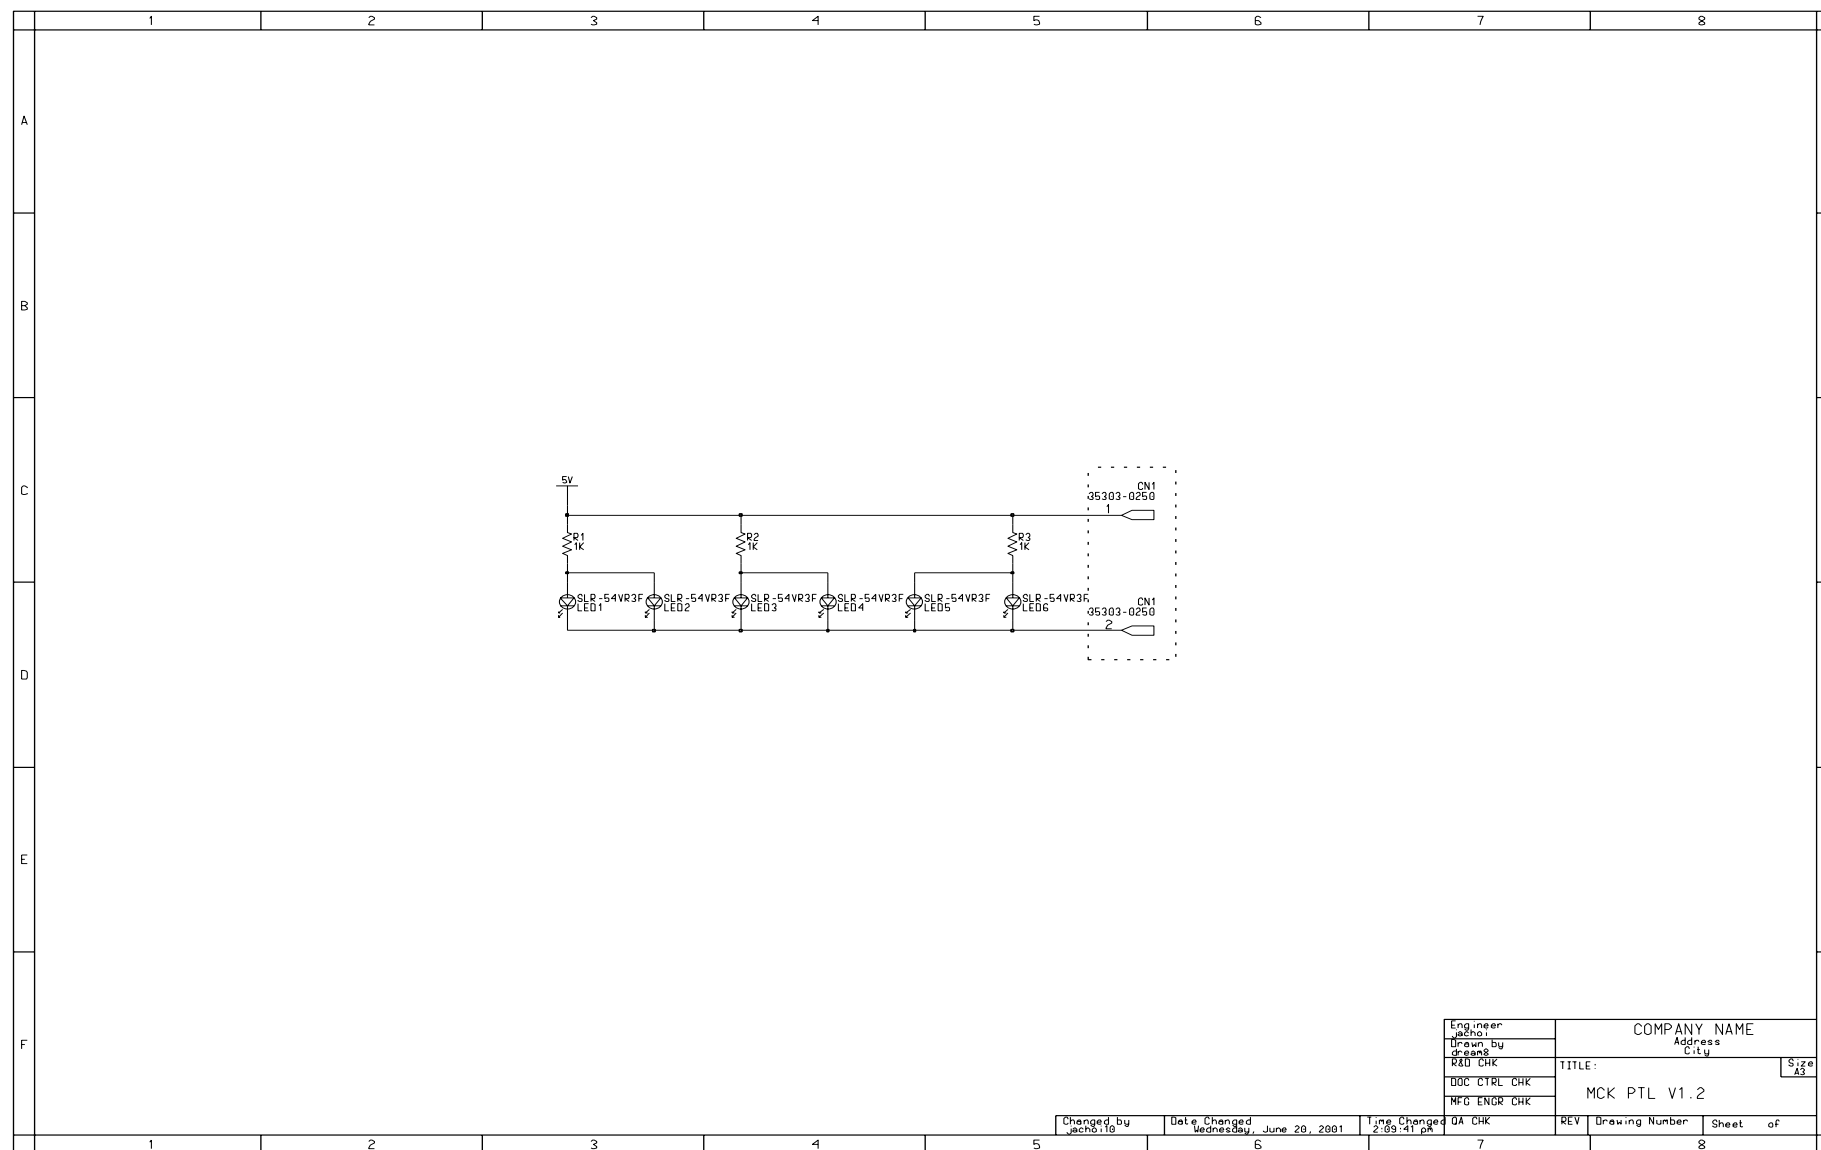 1 2 3 4 5 6 7 8
A
B
C
D
E
F
5V
CN1
35303-0250
1
R1
1K
R2
1K
R3
1K
SLR-54VR3F
LED1
SLR-54VR3F
LED2
SLR-54VR3F
LED3
SLR-54VR3F
LED4
SLR-54VR3F
LED5
SLR-54VR3F
LED6
CN1
35303-0250
2
Engineer
jachoi
Drawn by
dream8
R&D CHK
DOC CTRL CHK
MFG ENGR CHK
QA CHK
COMPANY NAME
Address
City
TITLE:
Size
A3
MCK PTL V1.2
Changed by
jachoi10
Date Changed
Wednesday, June 20, 2001
Time Changed
2:09:41 pm
REV
Drawing Number
Sheet of
1 2 3 4 5 6 7 8